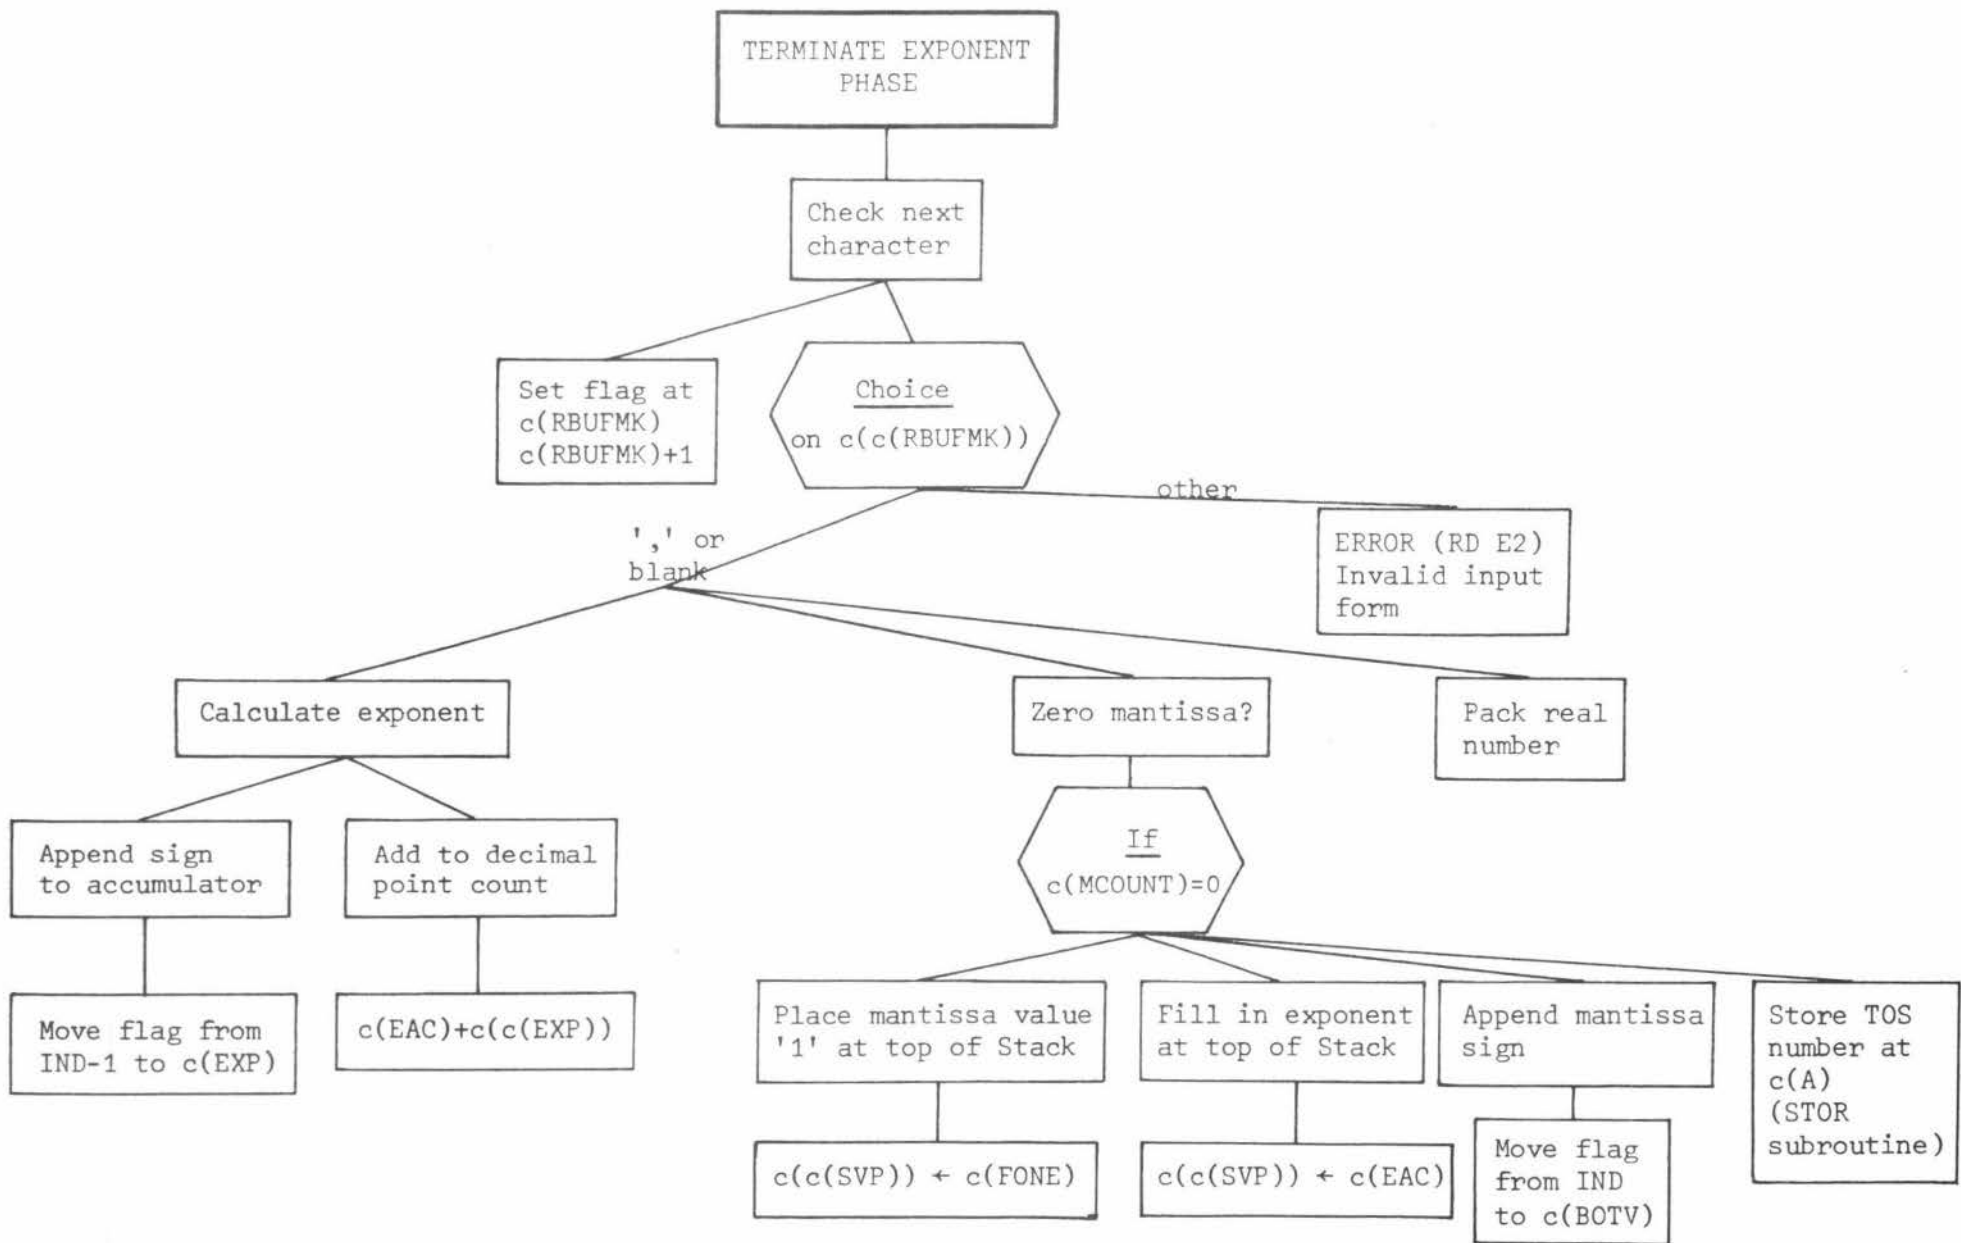 TERMINATE EXPONENT
PHASE
Check next
character
Set flag at
c(RBUFMK)
c(RBUFMK)+1
Choice
on c(c(RBUFMK))
other
',' or
blank
ERROR (RD E2)
Invalid input
form
Calculate exponent
Zero mantissa?
Pack real
number
Append sign
to accumulator
Add to decimal
point count
If
c(MCOUNT)=0
Move flag from
IND-1 to c(EXP)
c(EAC)+c(c(EXP))
Place mantissa value
'1' at top of Stack
Fill in exponent
at top of Stack
Append mantissa
sign
Store TOS
number at
c(A)
(STOR
subroutine)
c(c(SVP)) ← c(FONE)
c(c(SVP)) ← c(EAC)
Move flag
from IND
to c(BOTV)